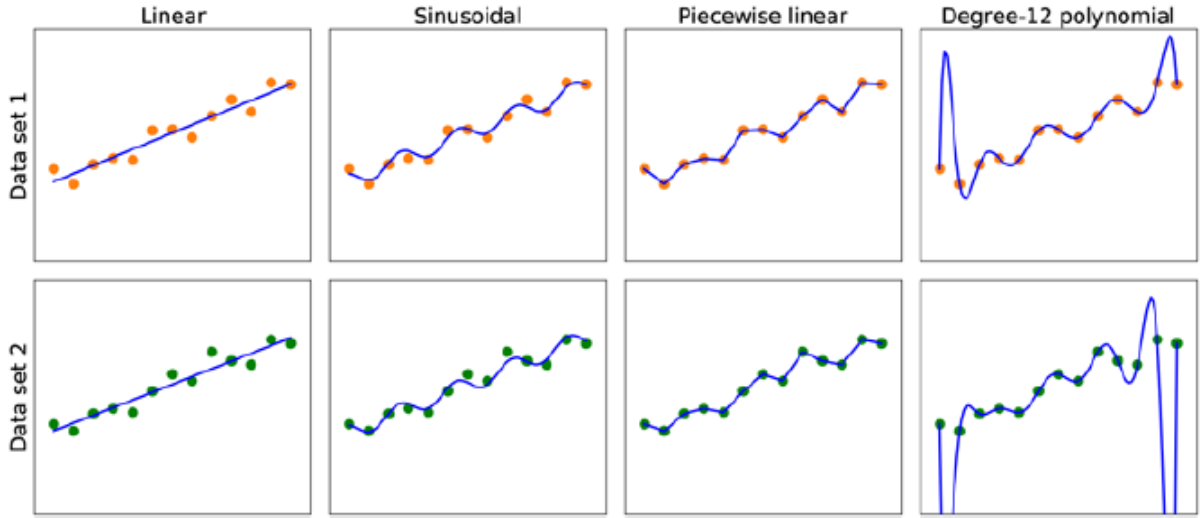 Linear
Sinusoidal
Piecewise linear
Degree-12 polynomial
Data set 1
Data set 2